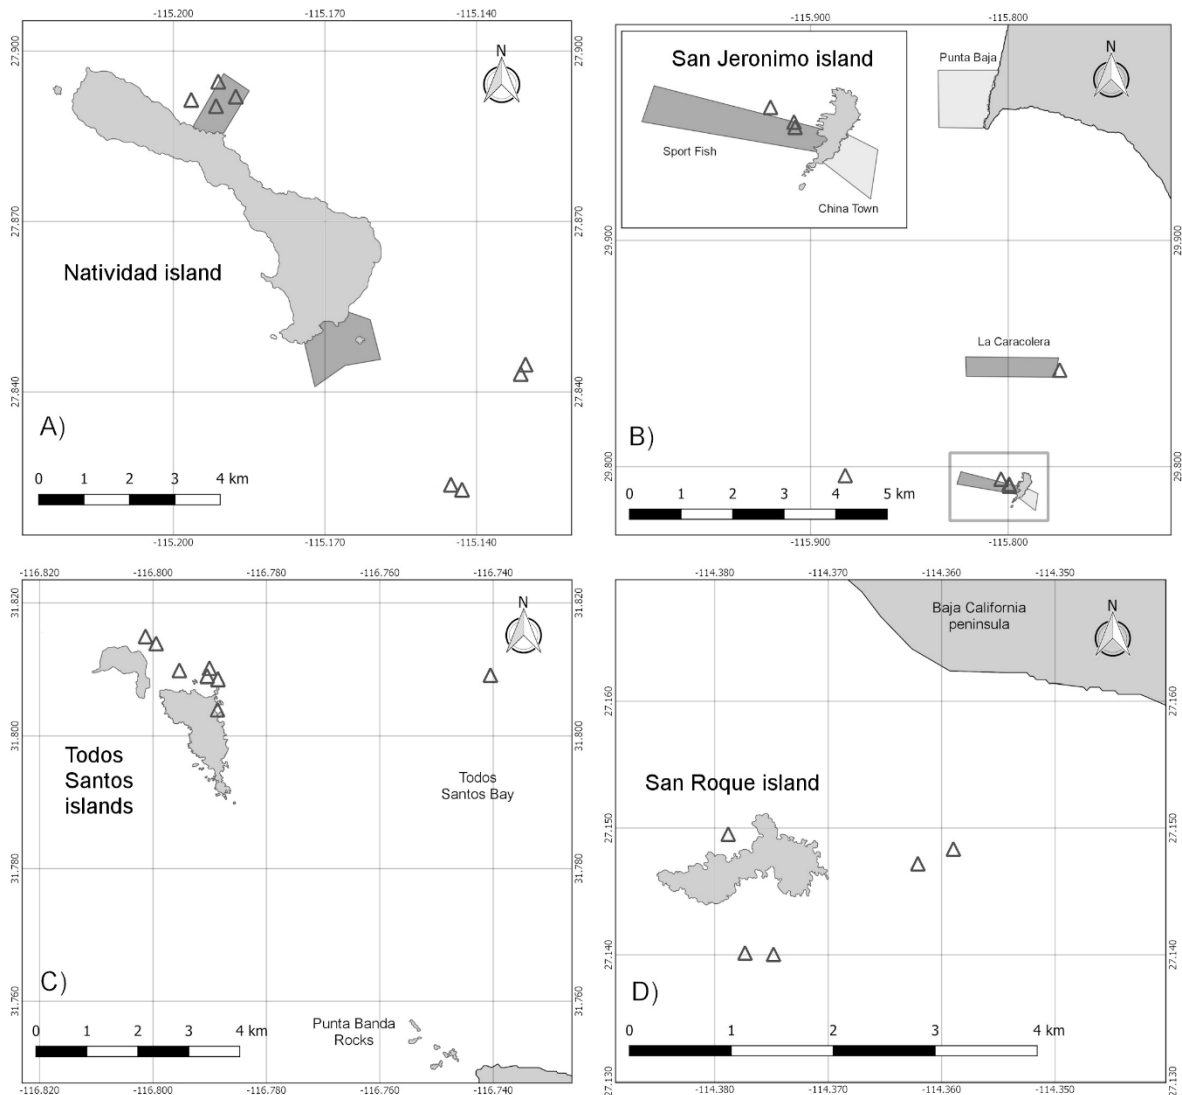 -115.200 -115.170 -115.140
27.900 27.900
N
27.870 27.870
Natividad island
27.840 27.840
A)
0 1 2 3 4 km
-115.200 -115.170 -115.140
-115.900 -115.800
San Jeronimo island
Punta Baja
N
Sport Fish
China Town
29.900 29.900
La Caracolera
B)
29.800 29.800
0 1 2 3 4 5 km
-115.900 -115.800
-116.820 -116.800 -116.780 -116.760 -116.740
31.820 31.820
N
31.800 31.800
Todos
Santos
islands
Todos
Santos Bay
31.780 31.780
C)
31.760 31.760
Punta Banda
Rocks
0 1 2 3 4 km
-116.820 -116.800 -116.780 -116.760 -116.740
-114.380 -114.370 -114.360 -114.350
Baja California
peninsula
N
27.160 27.160
San Roque island
27.150 27.150
27.140 27.140
D)
0 1 2 3 4 km
27.130 27.130
-114.380 -114.370 -114.360 -114.350